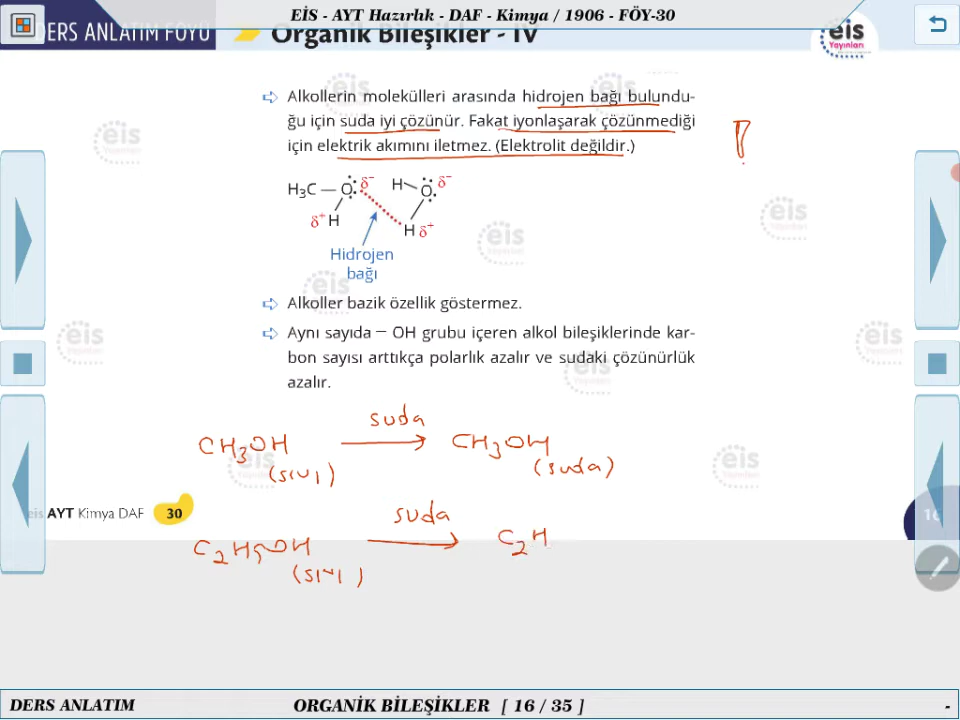 EİS - AYT Hazırlık - DAF - Kimya / 1906 - FÖY-30
DERS ANLATIM FÖYÜ
Organik Bileşikler - IV
eis
Yayınları
⇨ Alkollerin molekülleri arasında hidrojen bağı bulundu-
ğu için suda iyi çözünür. Fakat iyonlaşarak çözünmediği
için elektrik akımını iletmez. (Elektrolit değildir.)
!
H₃C — O δ⁻ H O δ⁻
δ⁺ H H δ⁺
Hidrojen
bağı
⇨ Alkoller bazik özellik göstermez.
⇨ Aynı sayıda — OH grubu içeren alkol bileşiklerinde kar-
bon sayısı arttıkça polarlık azalır ve sudaki çözünürlük
azalır.
suda
CH₃OH → CH₃OH
(sıvı) (suda)
eis AYT Kimya DAF 30
16
suda
C₂H₅OH → C₂H
(sıvı)
DERS ANLATIM
ORGANİK BİLEŞİKLER [ 16 / 35 ]
-